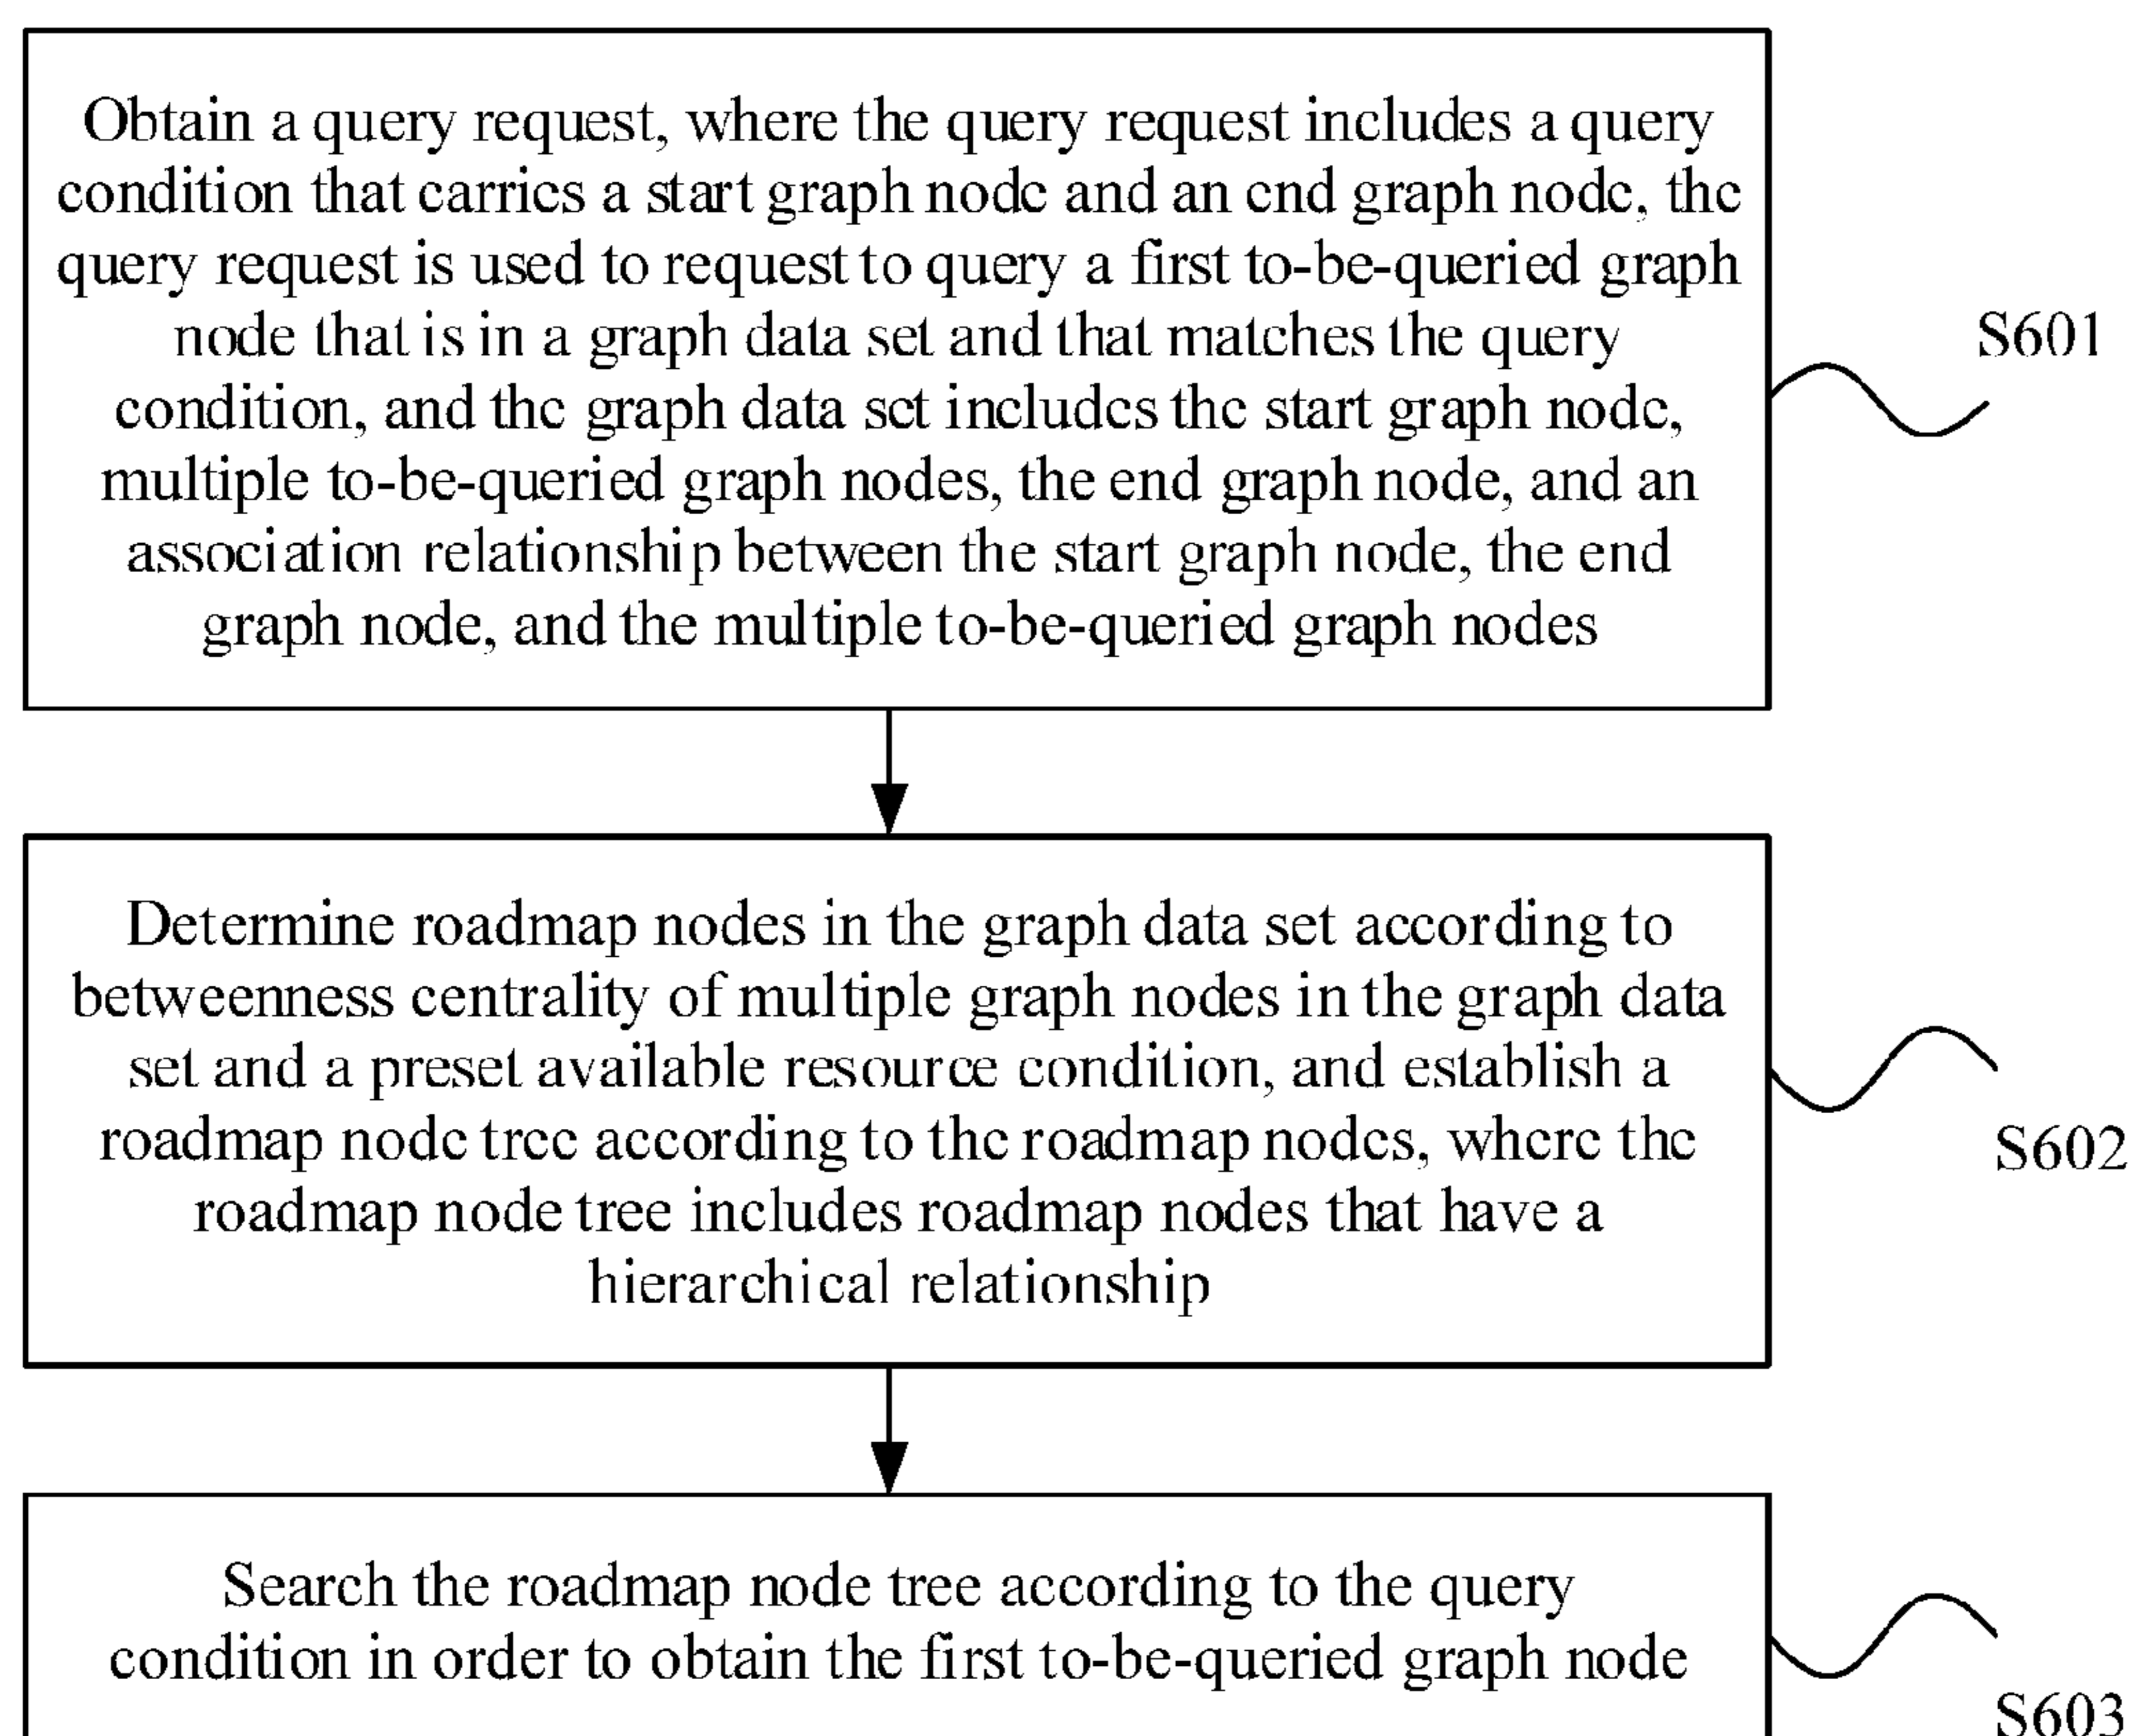 Obtain a query request, where the query request includes a query
condition that carries a start graph node and an end graph node, the
query request is used to request to query a first to-be-queried graph
node that is in a graph data set and that matches the query
condition, and the graph data set includes the start graph node,
multiple to-be-queried graph nodes, the end graph node, and an
association relationship between the start graph node, the end
graph node, and the multiple to-be-queried graph nodes
S601
Determine roadmap nodes in the graph data set according to
betweenness centrality of multiple graph nodes in the graph data
set and a preset available resource condition, and establish a
roadmap node tree according to the roadmap nodes, where the
roadmap node tree includes roadmap nodes that have a
hierarchical relationship
S602
Search the roadmap node tree according to the query
condition in order to obtain the first to-be-queried graph node
S603